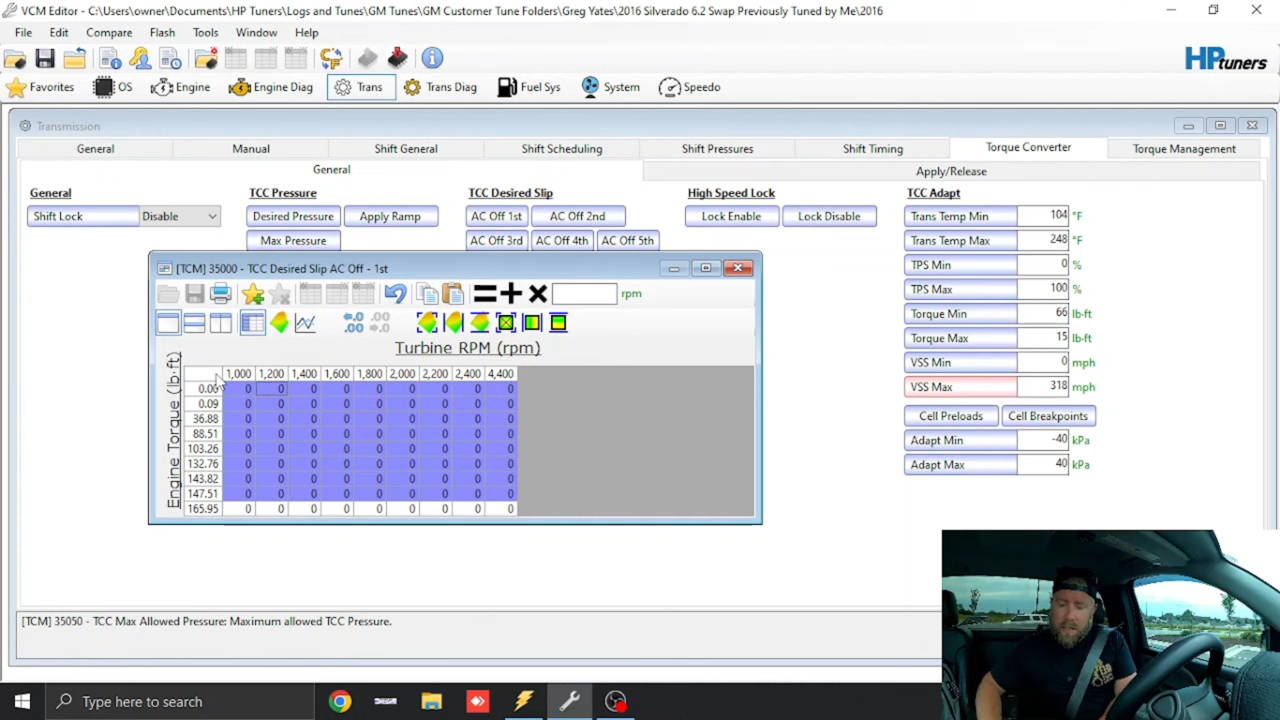 VCM Editor - C:\Users\owner\Documents\HP Tuners\Logs and Tunes\GM Tunes\GM Customer Tune Folders\Greg Yates\2016 Silverado 6.2 Swap Previously Tuned by Me\2016
File Edit Compare Flash Tools Window Help
HPtuners
Favorites OS Engine Engine Diag Trans Trans Diag Fuel Sys System Speedo
Transmission
General Manual Shift General Shift Scheduling Shift Pressures Shift Timing Torque Converter Torque Management
General Apply/Release
General TCC Pressure TCC Desired Slip High Speed Lock TCC Adapt
Shift Lock Disable Desired Pressure Apply Ramp AC Off 1st AC Off 2nd Lock Enable Lock Disable Trans Temp Min 104 °F
Max Pressure AC Off 3rd AC Off 4th AC Off 5th Trans Temp Max 248 °F
TPS Min 0 %
TPS Max 100 %
Torque Min 66 lb·ft
Torque Max 15 lb·ft
VSS Min 0 mph
VSS Max 318 mph
Cell Preloads Cell Breakpoints
Adapt Min -40 kPa
Adapt Max 40 kPa
[TCM] 35000 - TCC Desired Slip AC Off - 1st
rpm
Turbine RPM (rpm)
Engine Torque (lb·ft)
1,000 1,200 1,400 1,600 1,800 2,000 2,200 2,400 4,400
0.00 0 0 0 0 0 0 0 0 0
0.09 0 0 0 0 0 0 0 0 0
36.88 0 0 0 0 0 0 0 0 0
88.51 0 0 0 0 0 0 0 0 0
103.26 0 0 0 0 0 0 0 0 0
132.76 0 0 0 0 0 0 0 0 0
143.82 0 0 0 0 0 0 0 0 0
147.51 0 0 0 0 0 0 0 0 0
165.95 0 0 0 0 0 0 0 0 0
[TCM] 35050 - TCC Max Allowed Pressure: Maximum allowed TCC Pressure.
Type here to search